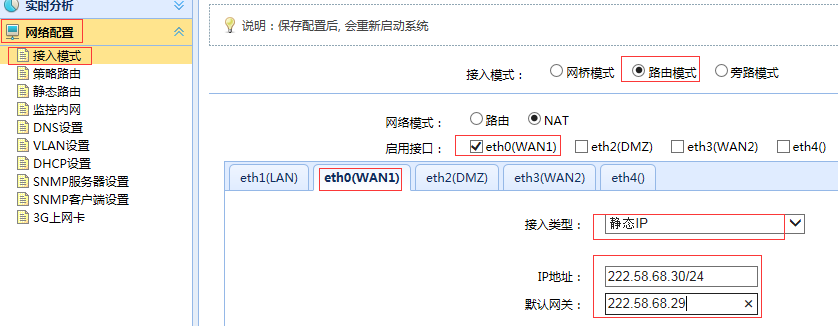 实时分析
网络配置
接入模式
策略路由
静态路由
监控内网
DNS设置
VLAN设置
DHCP设置
SNMP服务器设置
SNMP客户端设置
3G上网卡
说明：保存配置后, 会重新启动系统
接入模式： 网桥模式 路由模式 旁路模式
网络模式： 路由 NAT
启用接口： eth0(WAN1) eth2(DMZ) eth3(WAN2) eth4()
eth1(LAN) eth0(WAN1) eth2(DMZ) eth3(WAN2) eth4()
接入类型： 静态IP
IP地址： 222.58.68.30/24
默认网关： 222.58.68.29